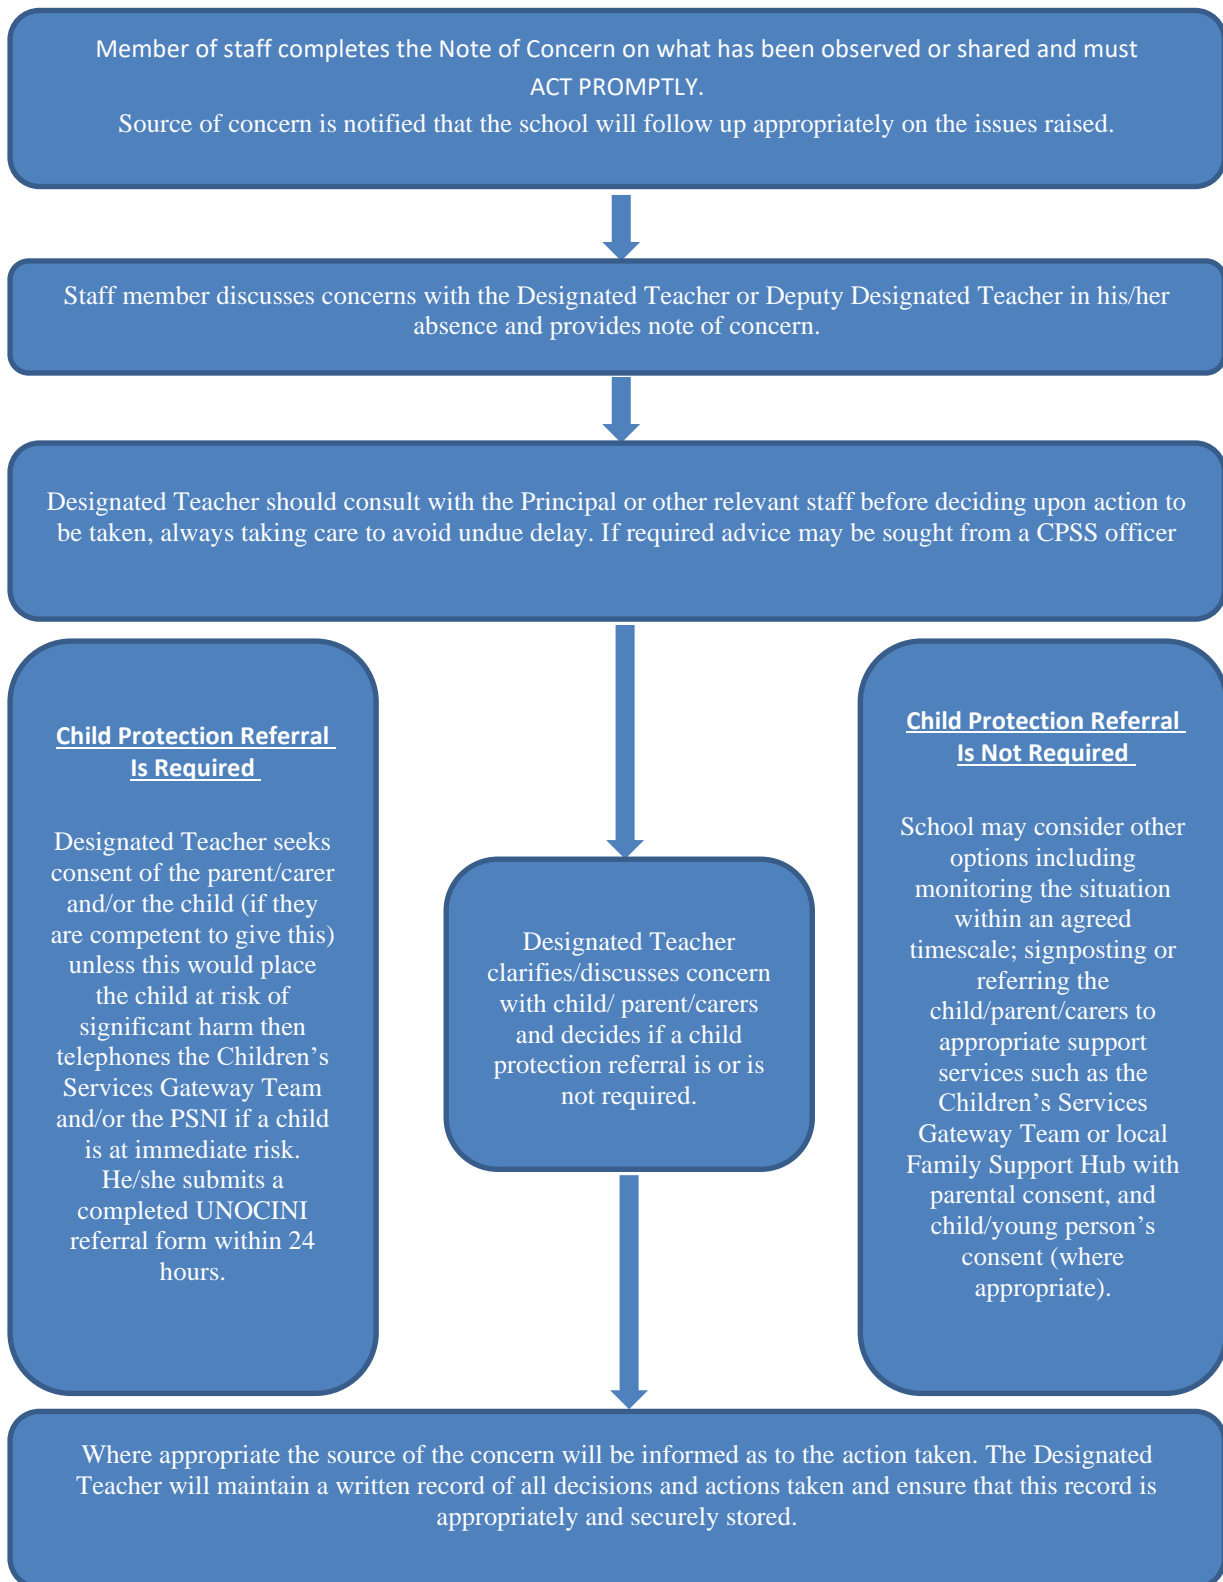 Member of staff completes the Note of Concern on what has been observed or shared and must
ACT PROMPTLY.
Source of concern is notified that the school will follow up appropriately on the issues raised.
Staff member discusses concerns with the Designated Teacher or Deputy Designated Teacher in his/her
absence and provides note of concern.
Designated Teacher should consult with the Principal or other relevant staff before deciding upon action to
be taken, always taking care to avoid undue delay. If required advice may be sought from a CPSS officer
Child Protection Referral
Is Required
Designated Teacher seeks
consent of the parent/carer
and/or the child (if they
are competent to give this)
unless this would place
the child at risk of
significant harm then
telephones the Children’s
Services Gateway Team
and/or the PSNI if a child
is at immediate risk.
He/she submits a
completed UNOCINI
referral form within 24
hours.
Designated Teacher
clarifies/discusses concern
with child/ parent/carers
and decides if a child
protection referral is or is
not required.
Child Protection Referral
Is Not Required
School may consider other
options including
monitoring the situation
within an agreed
timescale; signposting or
referring the
child/parent/carers to
appropriate support
services such as the
Children’s Services
Gateway Team or local
Family Support Hub with
parental consent, and
child/young person’s
consent (where
appropriate).
Where appropriate the source of the concern will be informed as to the action taken. The Designated
Teacher will maintain a written record of all decisions and actions taken and ensure that this record is
appropriately and securely stored.